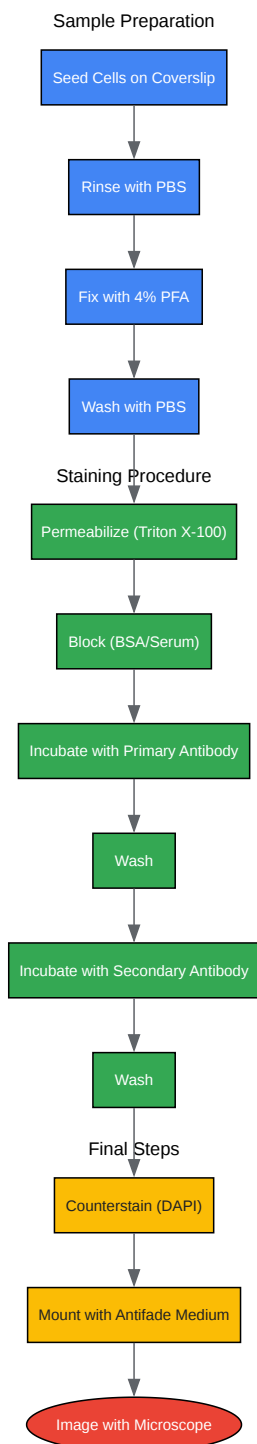 Sample Preparation
Seed Cells on Coverslip
Rinse with PBS
Fix with 4% PFA
Wash with PBS
Staining Procedure
Permeabilize (Triton X-100)
Block (BSA/Serum)
Incubate with Primary Antibody
Wash
Incubate with Secondary Antibody
Wash
Final Steps
Counterstain (DAPI)
Mount with Antifade Medium
Image with Microscope